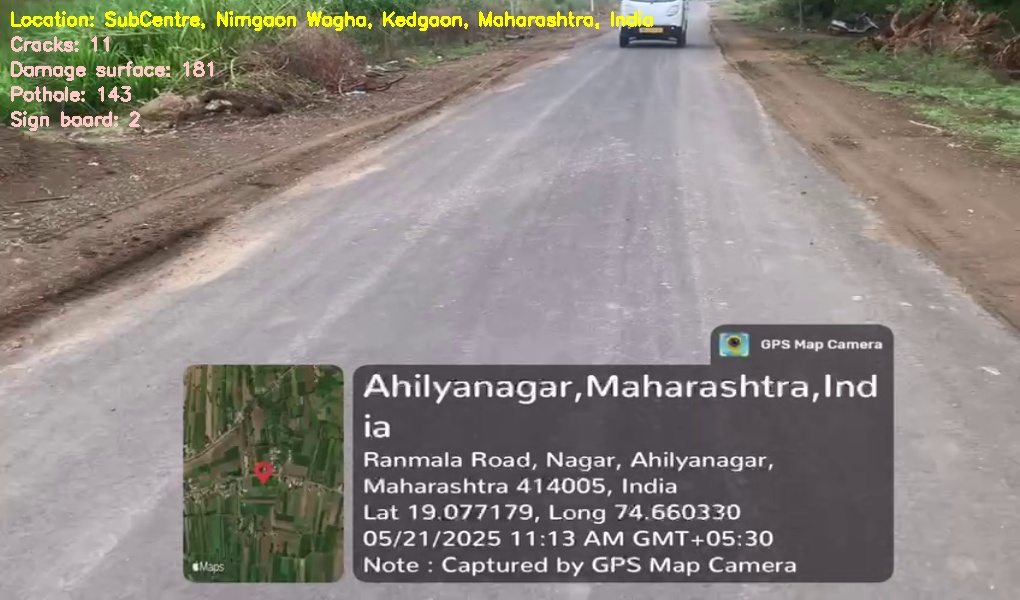 Location: SubCentre, Nimgaon Wagha, Kedgaon, Maharashtra, India
Cracks: 11
Damage surface: 181
Pothole: 143
Sign board: 2
GPS Map Camera
Ahilyanagar,Maharashtra,Ind
ia
Ranmala Road, Nagar, Ahilyanagar,
Maharashtra 414005, India
Lat 19.077179, Long 74.660330
05/21/2025 11:13 AM GMT+05:30
Note : Captured by GPS Map Camera
Maps